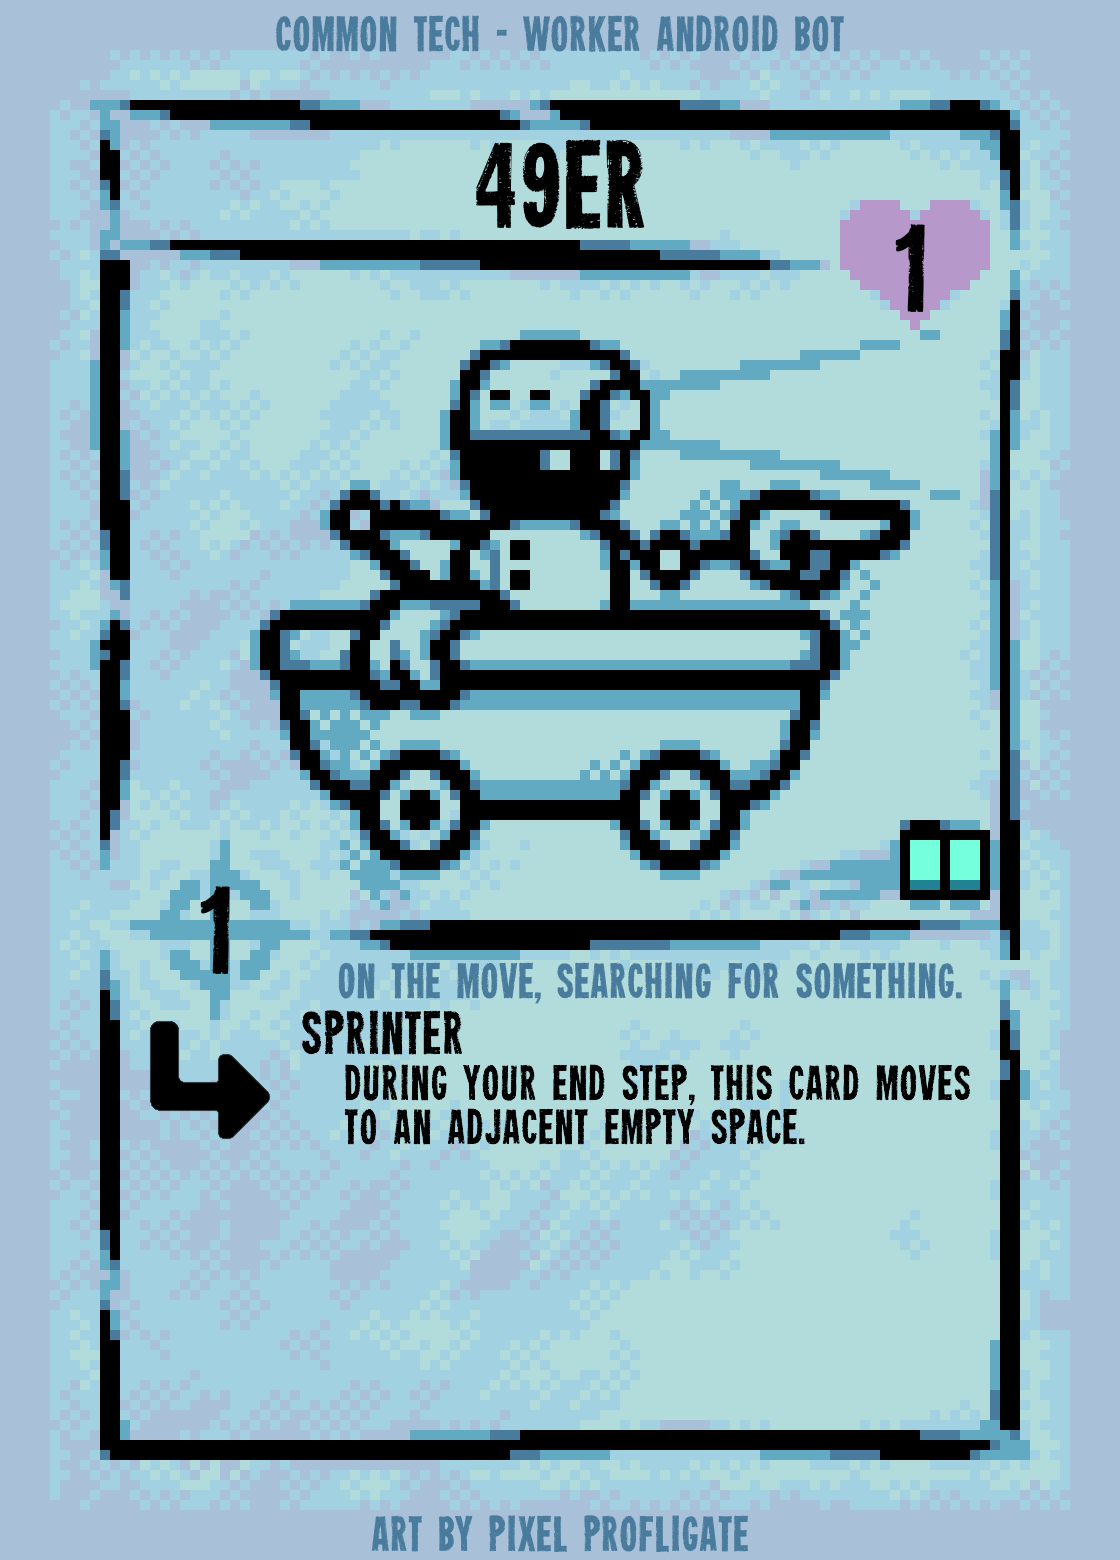 COMMON TECH - WORKER ANDROID BOT
49ER
1
1
ON THE MOVE, SEARCHING FOR SOMETHING.
SPRINTER
DURING YOUR END STEP, THIS CARD MOVES
TO AN ADJACENT EMPTY SPACE.
ART BY PIXEL PROFLIGATE